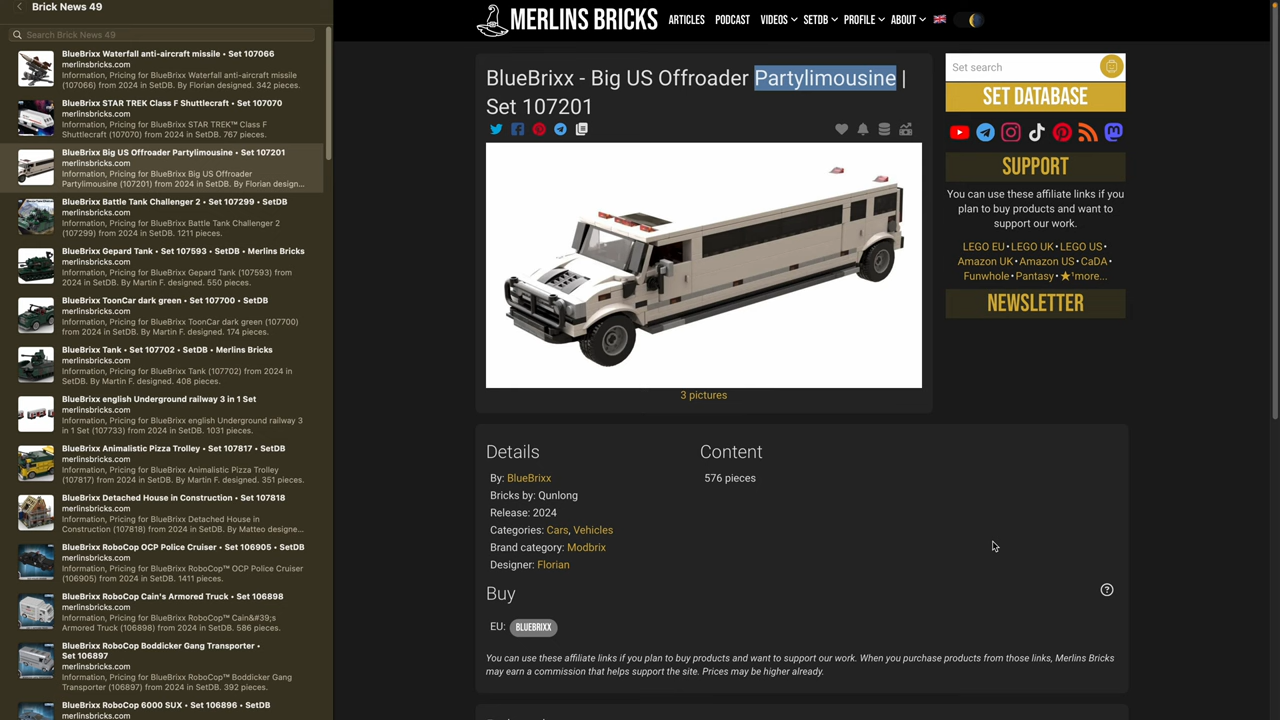 Brick News 49
Search Brick News 49
BlueBrixx Waterfall anti-aircraft missile • Set 107066
merlinsbricks.com
Information, Pricing for BlueBrixx Waterfall anti-aircraft missile
(107066) from 2024 in SetDB. By Florian designed. 342 pieces.
BlueBrixx STAR TREK Class F Shuttlecraft • Set 107070
merlinsbricks.com
Information, Pricing for BlueBrixx STAR TREK™ Class F
Shuttlecraft (107070) from 2024 in SetDB. 767 pieces.
BlueBrixx Big US Offroader Partylimousine • Set 107201
merlinsbricks.com
Information, Pricing for BlueBrixx Big US Offroader
Partylimousine (107201) from 2024 in SetDB. By Florian design...
BlueBrixx Battle Tank Challenger 2 • Set 107299 • SetDB
merlinsbricks.com
Information, Pricing for BlueBrixx Battle Tank Challenger 2
(107299) from 2024 in SetDB. 1211 pieces.
BlueBrixx Gepard Tank • Set 107593 • SetDB • Merlins Bricks
merlinsbricks.com
Information, Pricing for BlueBrixx Gepard Tank (107593) from
2024 in SetDB. By Martin F. designed. 550 pieces.
BlueBrixx ToonCar dark green • Set 107700 • SetDB
merlinsbricks.com
Information, Pricing for BlueBrixx ToonCar dark green (107700)
from 2024 in SetDB. By Martin F. designed. 174 pieces.
BlueBrixx Tank • Set 107702 • SetDB • Merlins Bricks
merlinsbricks.com
Information, Pricing for BlueBrixx Tank (107702) from 2024 in
SetDB. By Martin F. designed. 408 pieces.
BlueBrixx english Underground railway 3 in 1 Set
merlinsbricks.com
Information, Pricing for BlueBrixx english Underground railway 3
in 1 Set (107733) from 2024 in SetDB. 1031 pieces.
BlueBrixx Animalistic Pizza Trolley • Set 107817 • SetDB
merlinsbricks.com
Information, Pricing for BlueBrixx Animalistic Pizza Trolley
(107817) from 2024 in SetDB. By Martin F. designed. 351 pieces.
BlueBrixx Detached House in Construction • Set 107818
merlinsbricks.com
Information, Pricing for BlueBrixx Detached House in
Construction (107818) from 2024 in SetDB. By Matteo designe...
BlueBrixx RoboCop OCP Police Cruiser • Set 106905 • SetDB
merlinsbricks.com
Information, Pricing for BlueBrixx RoboCop™ OCP Police Cruiser
(106905) from 2024 in SetDB. 1411 pieces.
BlueBrixx RoboCop Cain's Armored Truck • Set 106898
merlinsbricks.com
Information, Pricing for BlueBrixx RoboCop™ Cain&#39;s
Armored Truck (106898) from 2024 in SetDB. 586 pieces.
BlueBrixx RoboCop Boddicker Gang Transporter •
Set 106897
merlinsbricks.com
Information, Pricing for BlueBrixx RoboCop™ Boddicker Gang
Transporter (106897) from 2024 in SetDB. 392 pieces.
BlueBrixx RoboCop 6000 SUX • Set 106896 • SetDB
merlinsbricks.com
MERLINS BRICKS
ARTICLES PODCAST VIDEOS SETDB PROFILE ABOUT
BlueBrixx - Big US Offroader Partylimousine |
Set 107201
3 pictures
Details
By: BlueBrixx
Bricks by: Qunlong
Release: 2024
Categories: Cars, Vehicles
Brand category: Modbrix
Designer: Florian
Content
576 pieces
Buy
?
EU: BLUEBRIXX
You can use these affiliate links if you plan to buy products and want to support our work. When you purchase products from those links, Merlins Bricks
may earn a commission that helps support the site. Prices may be higher already.
Set search
SET DATABASE
SUPPORT
You can use these affiliate links if you
plan to buy products and want to
support our work.
LEGO EU • LEGO UK • LEGO US •
Amazon UK • Amazon US • CaDA •
Funwhole • Pantasy • ★¹more...
NEWSLETTER